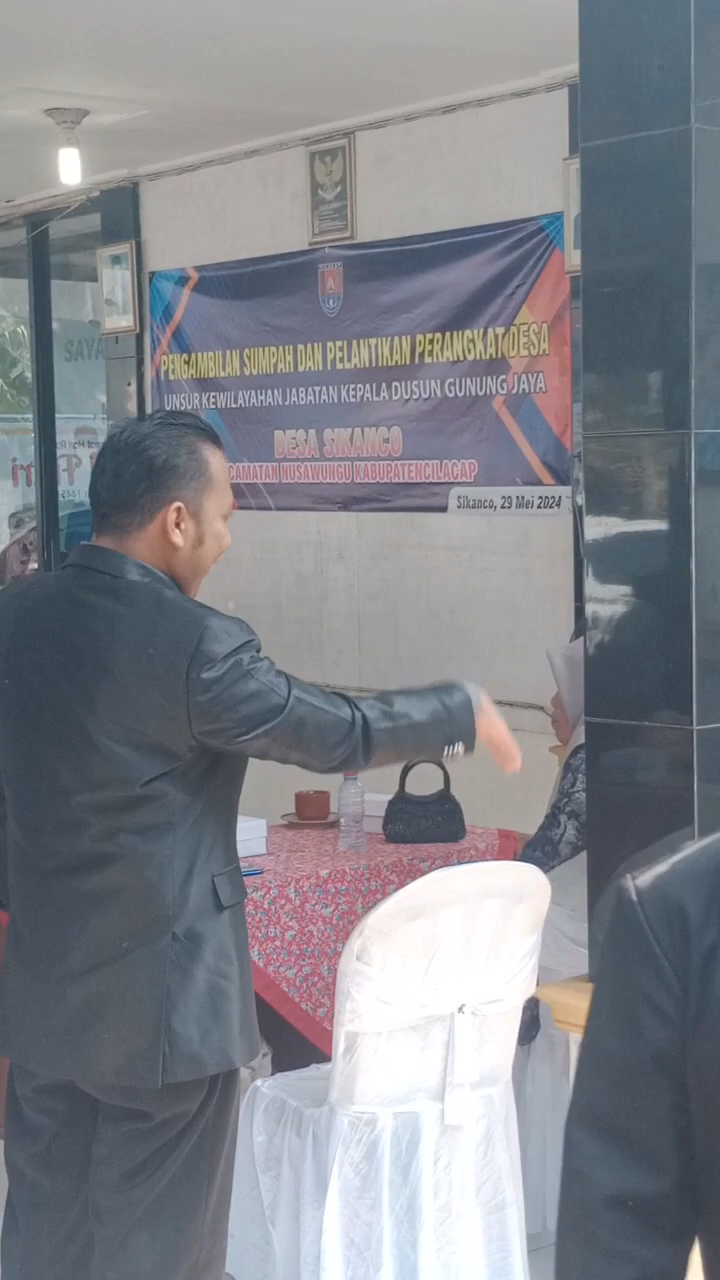 PENGAMBILAN SUMPAH DAN PELANTIKAN PERANGKAT DESA
UNSUR KEWILAYAHAN JABATAN KEPALA DUSUN GUNUNG JAYA
DESA SIKANCO
CAMATAN NUSAWUNGU KABUPATENCILACAP
Sikanco, 29 Mei 2024
SAYA